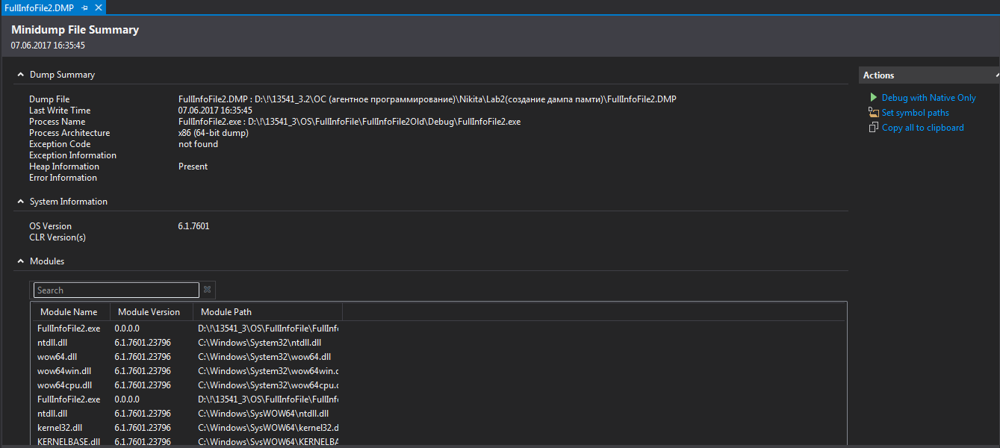 FullInfoFile2.DMP
Minidump File Summary
07.06.2017 16:35:45
Dump Summary
Dump File FullInfoFile2.DMP : D:\!\13541_3.2\ОС (агентное программирование)\Nikita\Lab2(создание дампа памти)\FullInfoFile2.DMP
Last Write Time 07.06.2017 16:35:45
Process Name FullInfoFile2.exe : D:\!\13541_3\OS\FullInfoFile\FullInfoFile2Old\Debug\FullInfoFile2.exe
Process Architecture x86 (64-bit dump)
Exception Code not found
Exception Information
Heap Information Present
Error Information
System Information
OS Version 6.1.7601
CLR Version(s)
Modules
Search
Module Name Module Version Module Path
FullInfoFile2.exe 0.0.0.0 D:\!\13541_3\OS\FullInfoFile\FullInfo
ntdll.dll 6.1.7601.23796 C:\Windows\System32\ntdll.dll
wow64.dll 6.1.7601.23796 C:\Windows\System32\wow64.dll
wow64win.dll 6.1.7601.23796 C:\Windows\System32\wow64win.d
wow64cpu.dll 6.1.7601.23796 C:\Windows\System32\wow64cpu.d
FullInfoFile2.exe 0.0.0.0 D:\!\13541_3\OS\FullInfoFile\FullInfo
ntdll.dll 6.1.7601.23796 C:\Windows\SysWOW64\ntdll.dll
kernel32.dll 6.1.7601.23796 C:\Windows\SysWOW64\kernel32.d
KERNELBASE.dll 6.1.7601.23796 C:\Windows\SysWOW64\KERNELBA
Actions
Debug with Native Only
Set symbol paths
Copy all to clipboard